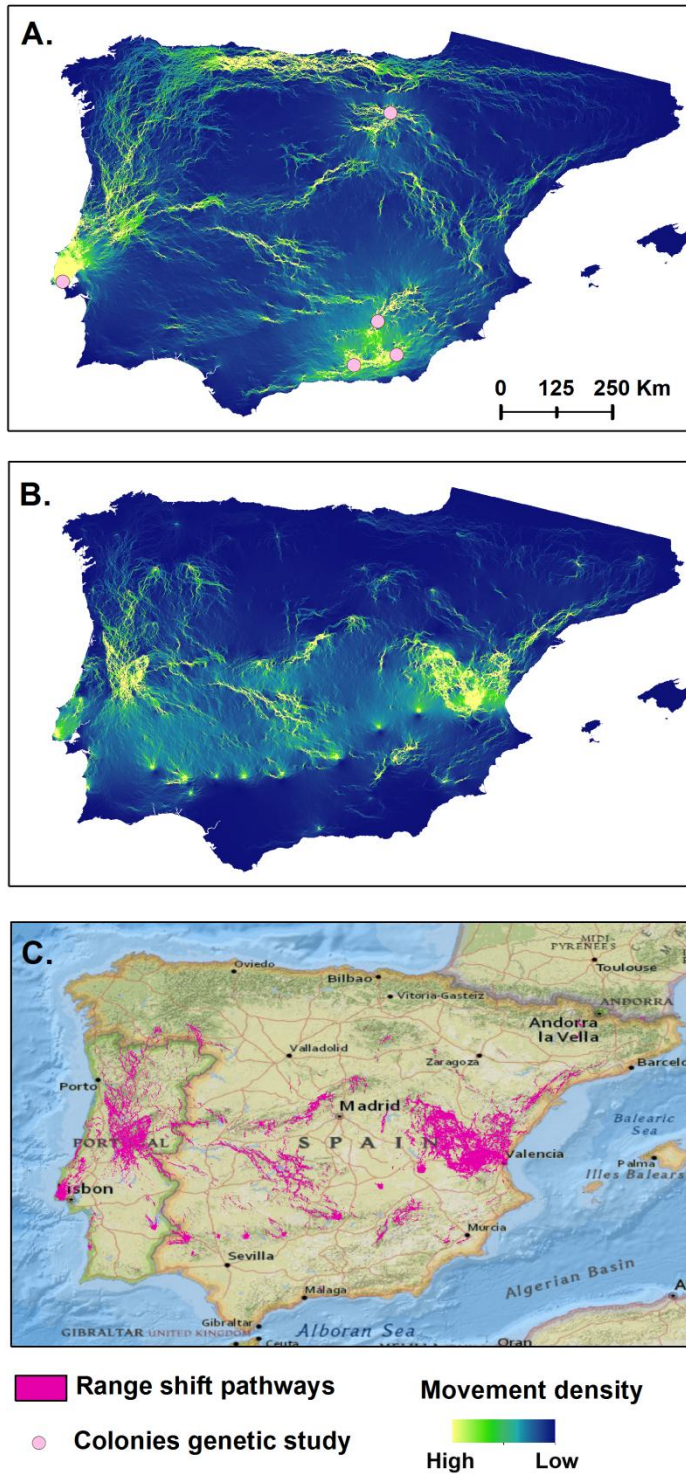 A.
0 125 250 Km
B.
C.
MIDI-
PYRENEES
Oviedo
Toulouse
Bilbao
Vitoria-Gasteiz
ANDORRA
Andorra
la Vella
Valladolid
Zaragoza
Barcelo
Porto
Madrid
Balearic
Sea
PORTUGAL
SPAIN
Valencia
Palma
Illes Balears
Lisbon
Murcia
Sevilla
Algerian Basin
Málaga
Gibraltar
GIBRALTAR UNITED KINGDOM
Alboran Sea
Ceuta
Oran
A
Range shift pathways
Movement density
Colonies genetic study
High Low